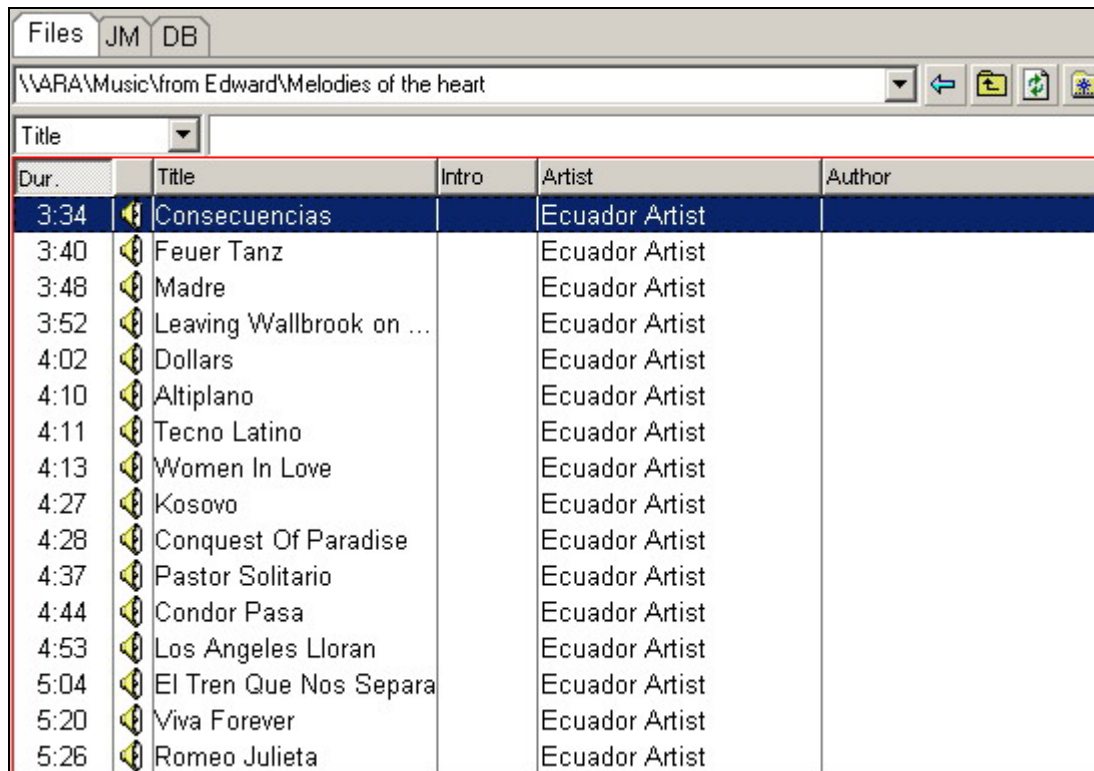 Files JM DB
\\ARA\Music\from Edward\Melodies of the heart
Title
Dur. Title Intro Artist Author
3:34 Consecuencias Ecuador Artist
3:40 Feuer Tanz Ecuador Artist
3:48 Madre Ecuador Artist
3:52 Leaving Wallbrook on ... Ecuador Artist
4:02 Dollars Ecuador Artist
4:10 Altiplano Ecuador Artist
4:11 Tecno Latino Ecuador Artist
4:13 Women In Love Ecuador Artist
4:27 Kosovo Ecuador Artist
4:28 Conquest Of Paradise Ecuador Artist
4:37 Pastor Solitario Ecuador Artist
4:44 Condor Pasa Ecuador Artist
4:53 Los Angeles Lloran Ecuador Artist
5:04 El Tren Que Nos Separa Ecuador Artist
5:20 Viva Forever Ecuador Artist
5:26 Romeo Julieta Ecuador Artist